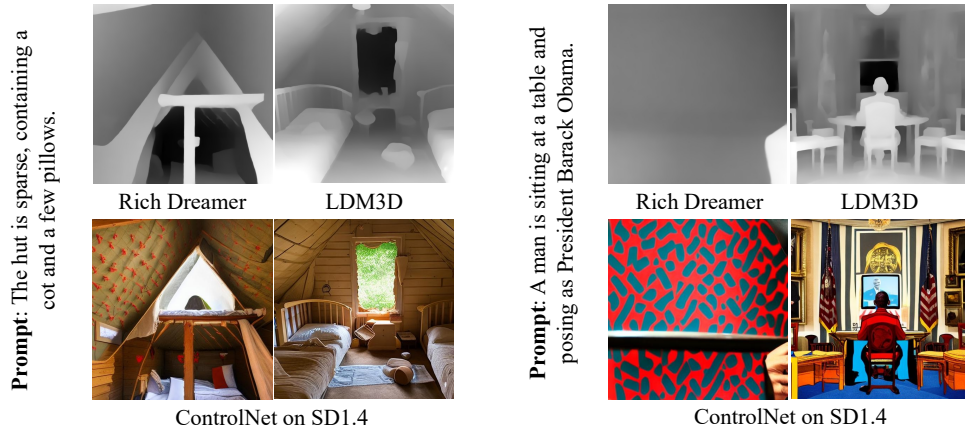 Prompt: The hut is sparse, containing a
cot and a few pillows.
Rich Dreamer
LDM3D
ControlNet on SD1.4
Prompt: A man is sitting at a table and
posing as President Barack Obama.
Rich Dreamer
LDM3D
ControlNet on SD1.4